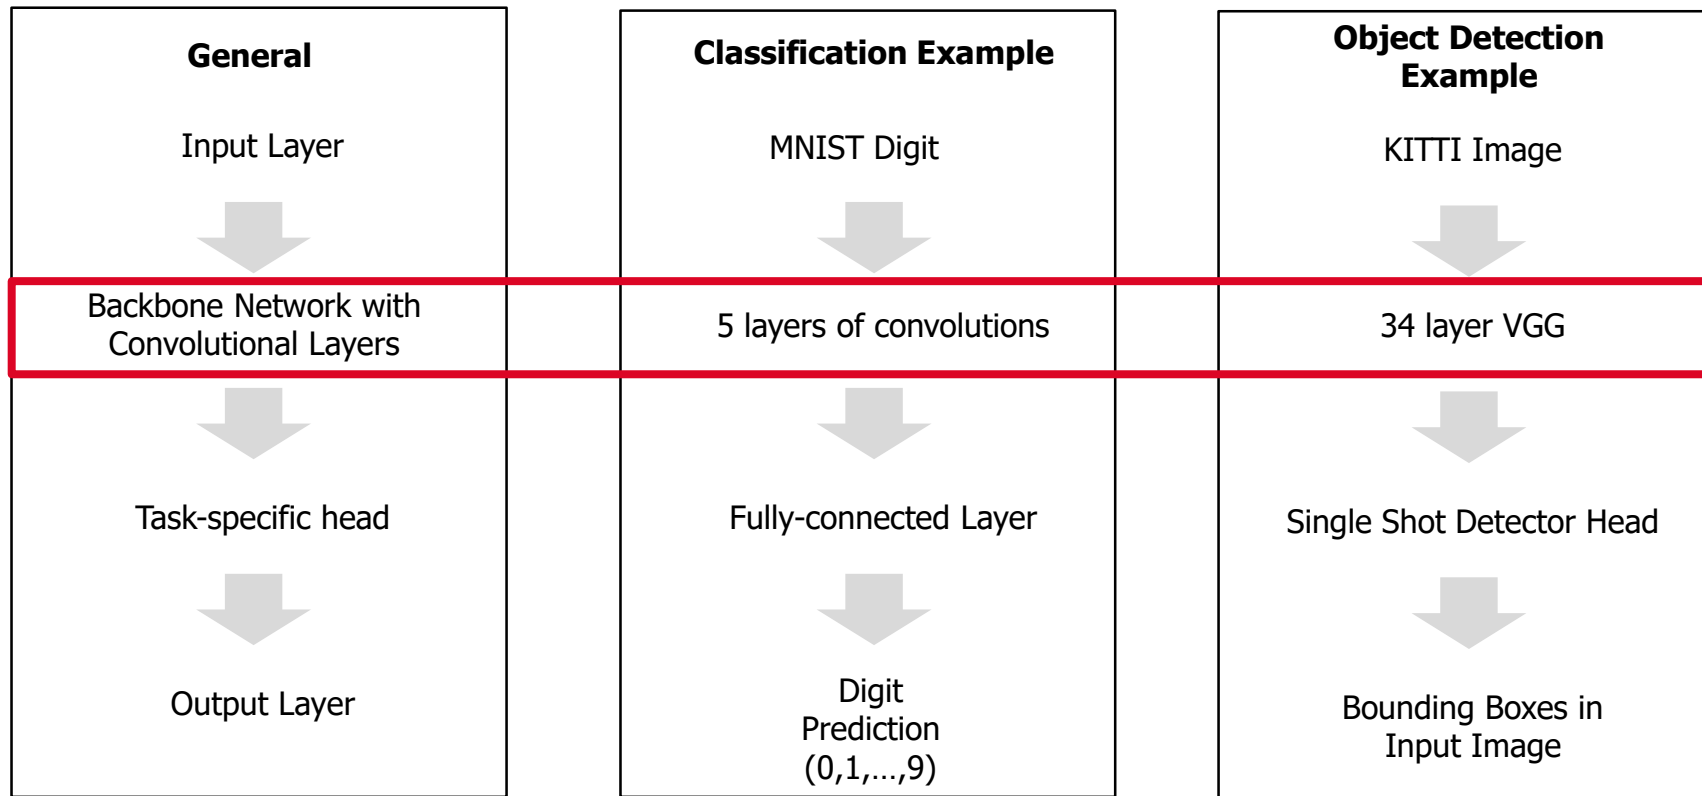 General
Input Layer
Backbone Network with
Convolutional Layers
Task-specific head
Output Layer
Classification Example
MNIST Digit
5 layers of convolutions
Fully-connected Layer
Digit
Prediction
(0,1,…,9)
Object Detection
Example
KITTI Image
34 layer VGG
Single Shot Detector Head
Bounding Boxes in
Input Image